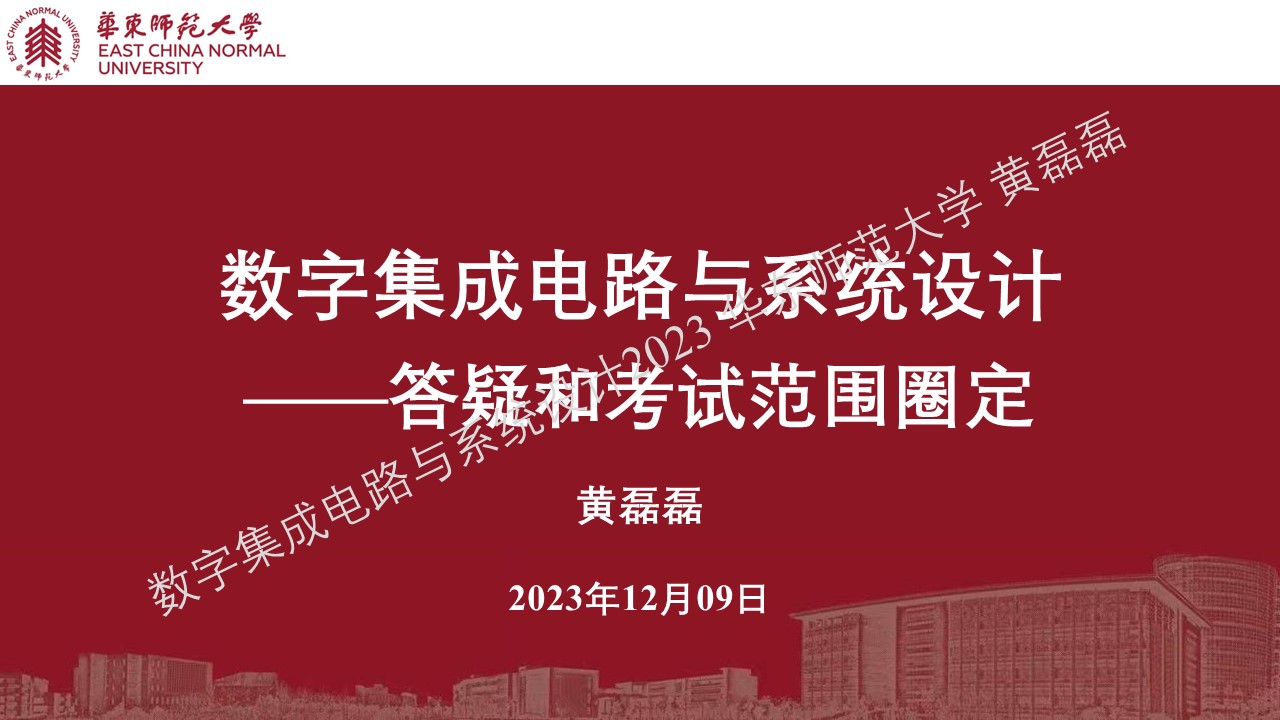 華東師範大學
EAST CHINA NORMAL
UNIVERSITY
EAST CHINA NORMAL UNIVERSITY
華東師範大學
数字集成电路与系统设计
——答疑和考试范围圈定
黄磊磊
2023年12月09日
数字集成电路与系统设计2023 华东师范大学 黄磊磊